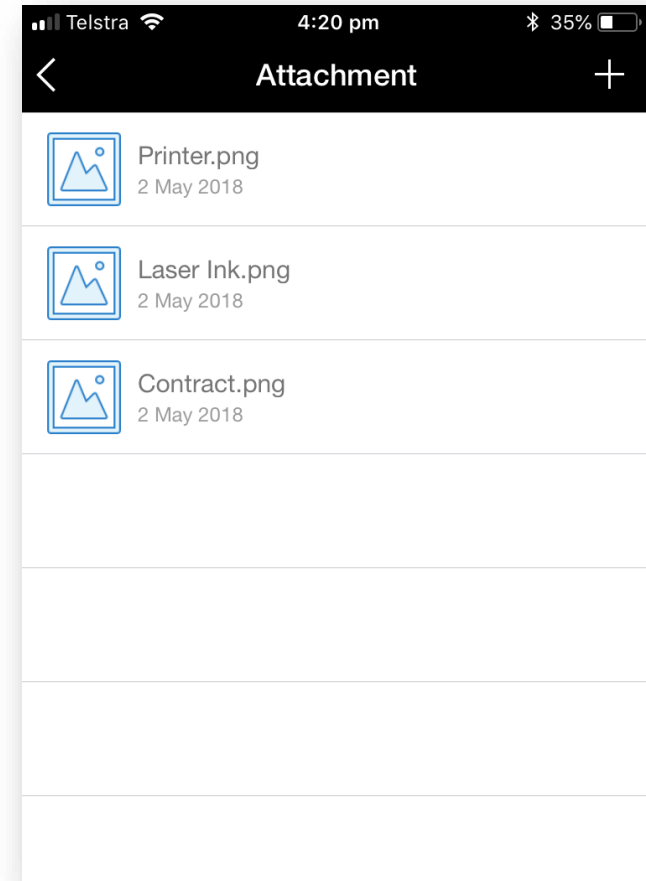 Telstra
4:20 pm
35%
Attachment
Printer.png
2 May 2018
Laser Ink.png
2 May 2018
Contract.png
2 May 2018